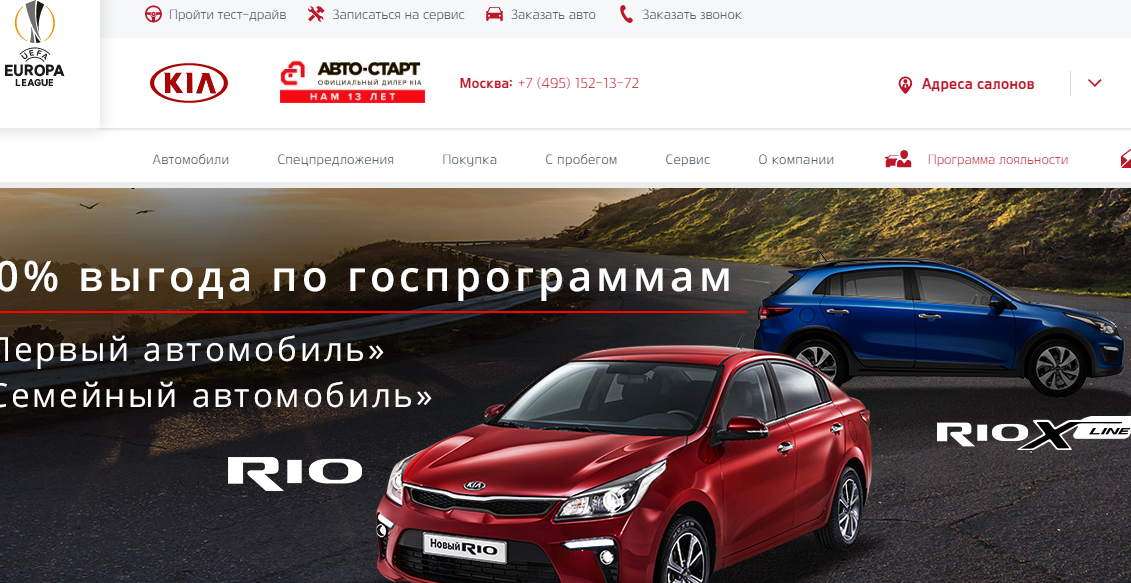 Пройти тест-драйв
Записаться на сервис
Заказать авто
Заказать звонок
UEFA
EUROPA
LEAGUE
KIA
АВТО-СТАРТ
ОФИЦИАЛЬНЫЙ ДИЛЕР KIA
НАМ 13 ЛЕТ
Москва: +7 (495) 152-13-72
Адреса салонов
Автомобили
Спецпредложения
Покупка
С пробегом
Сервис
О компании
Программа лояльности
0% выгода по госпрограммам
Первый автомобиль»
Семейный автомобиль»
RIO
RIO X LINE
KIA
Новый RIO